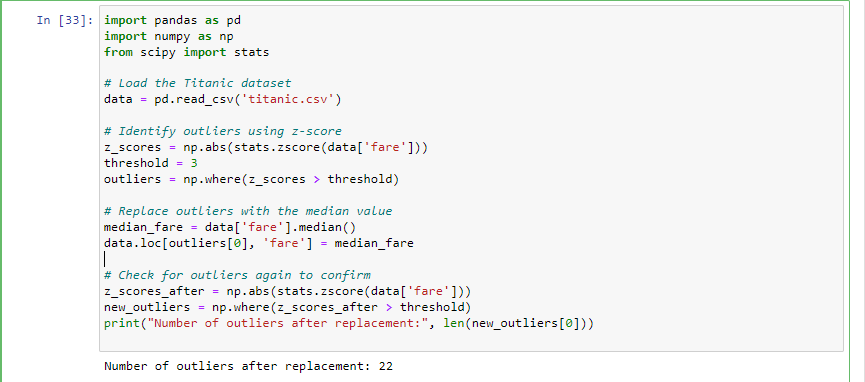 In [33]: import pandas as pd
import numpy as np
from scipy import stats
# Load the Titanic dataset
data = pd.read_csv('titanic.csv')
# Identify outliers using z-score
z_scores = np.abs(stats.zscore(data['fare']))
threshold = 3
outliers = np.where(z_scores > threshold)
# Replace outliers with the median value
median_fare = data['fare'].median()
data.loc[outliers[0], 'fare'] = median_fare
# Check for outliers again to confirm
z_scores_after = np.abs(stats.zscore(data['fare']))
new_outliers = np.where(z_scores_after > threshold)
print("Number of outliers after replacement:", len(new_outliers[0]))
Number of outliers after replacement: 22